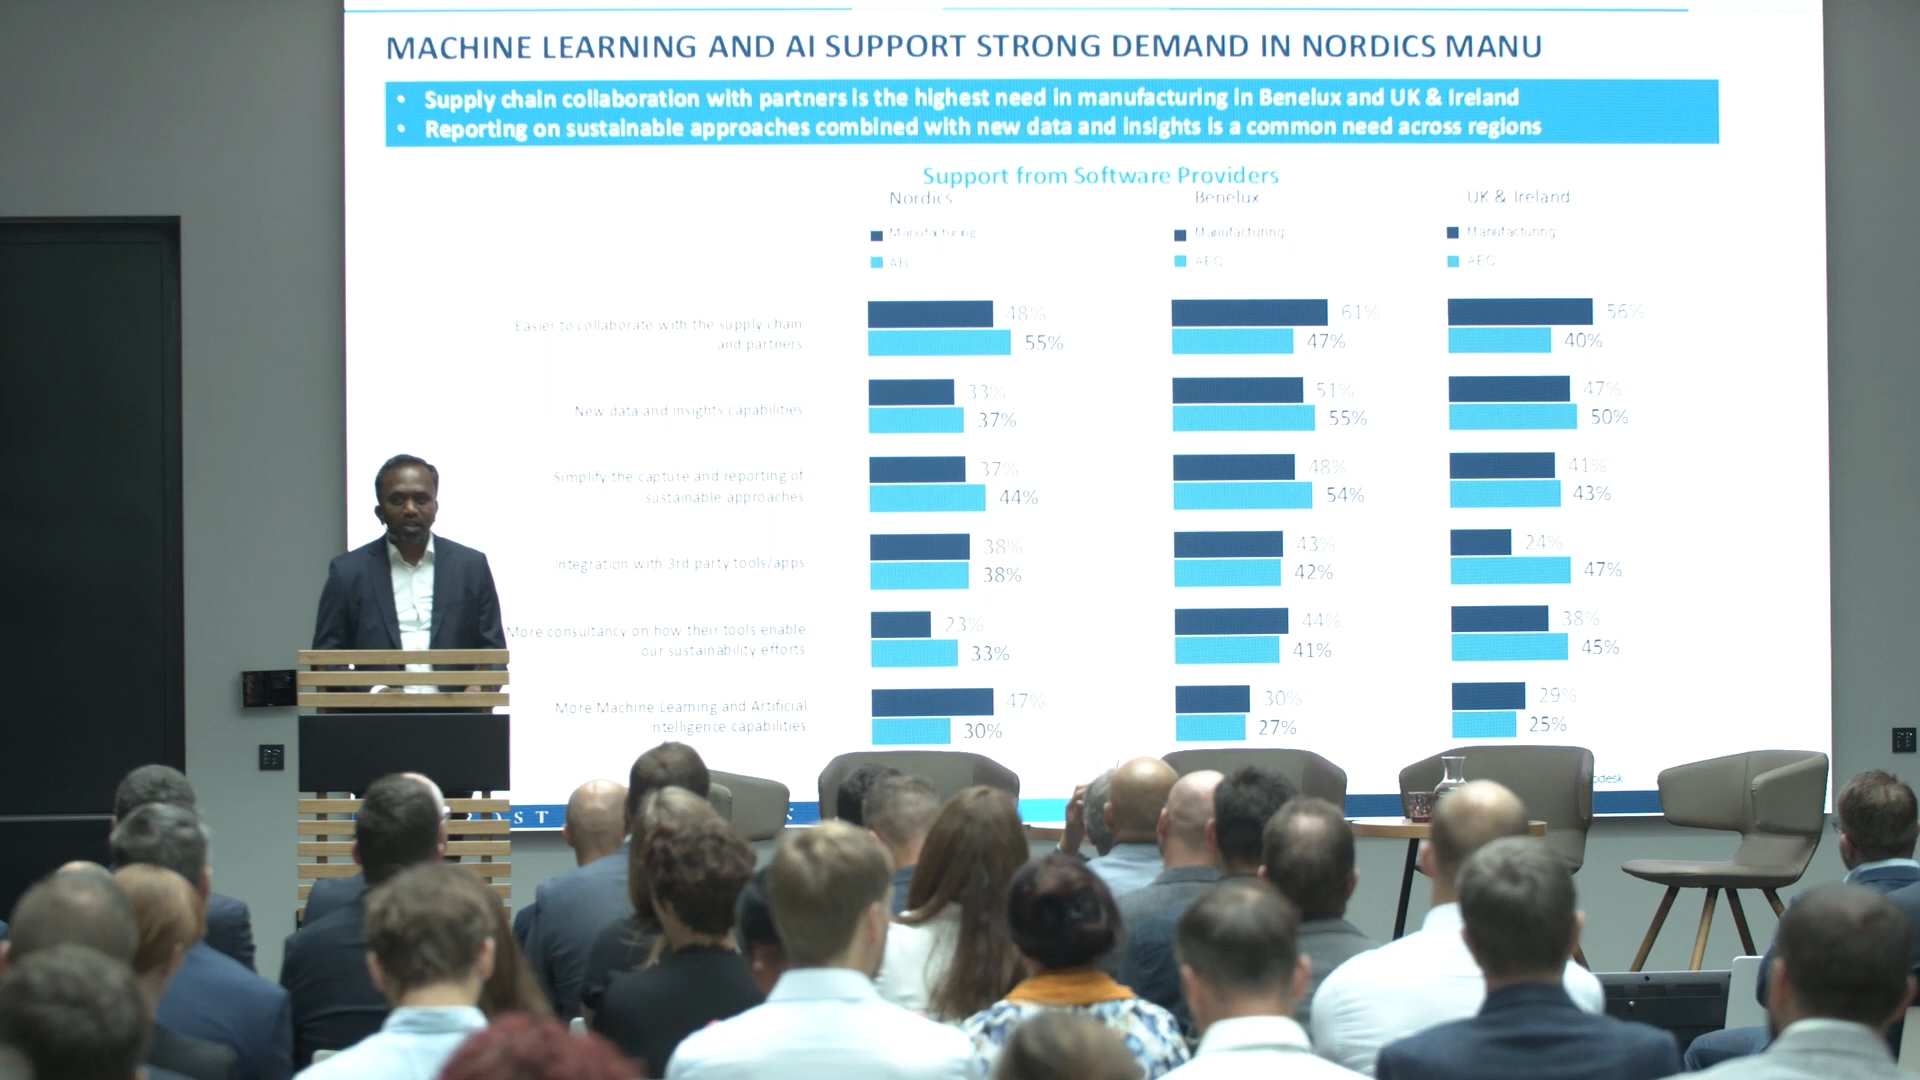 MACHINE LEARNING AND AI SUPPORT STRONG DEMAND IN NORDICS MANU
• Supply chain collaboration with partners is the highest need in manufacturing in Benelux and UK & Ireland
• Reporting on sustainable approaches combined with new data and insights is a common need across regions
Support from Software Providers
Nordics Benelux UK & Ireland
Manufacturing Manufacturing Manufacturing
AEC AEC
Easier to collaborate with the supply chain
and partners
48% 61% 56%
55% 47% 40%
New data and insights capabilities
33% 51% 47%
37% 55% 50%
Simplify the capture and reporting of
sustainable approaches
37% 48% 41%
44% 54% 43%
Integration with 3rd party tools/apps
38% 43% 24%
38% 42% 47%
More consultancy on how their tools enable
our sustainability efforts
23% 44% 38%
33% 41% 45%
More Machine Learning and Artificial
intelligence capabilities
47% 30% 29%
30% 27% 25%